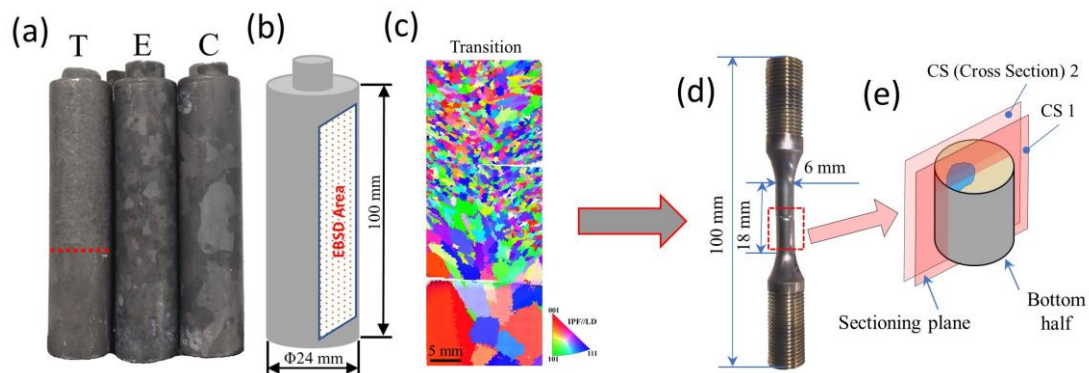 (a)
T E C
(b)
EBSD Area
100 mm
Φ24 mm
(c)
Transition
5 mm
001
IPF//LD
101
111
(d)
6 mm
18 mm
100 mm
CS (Cross Section) 2
(e)
CS 1
Sectioning plane
Bottom
half